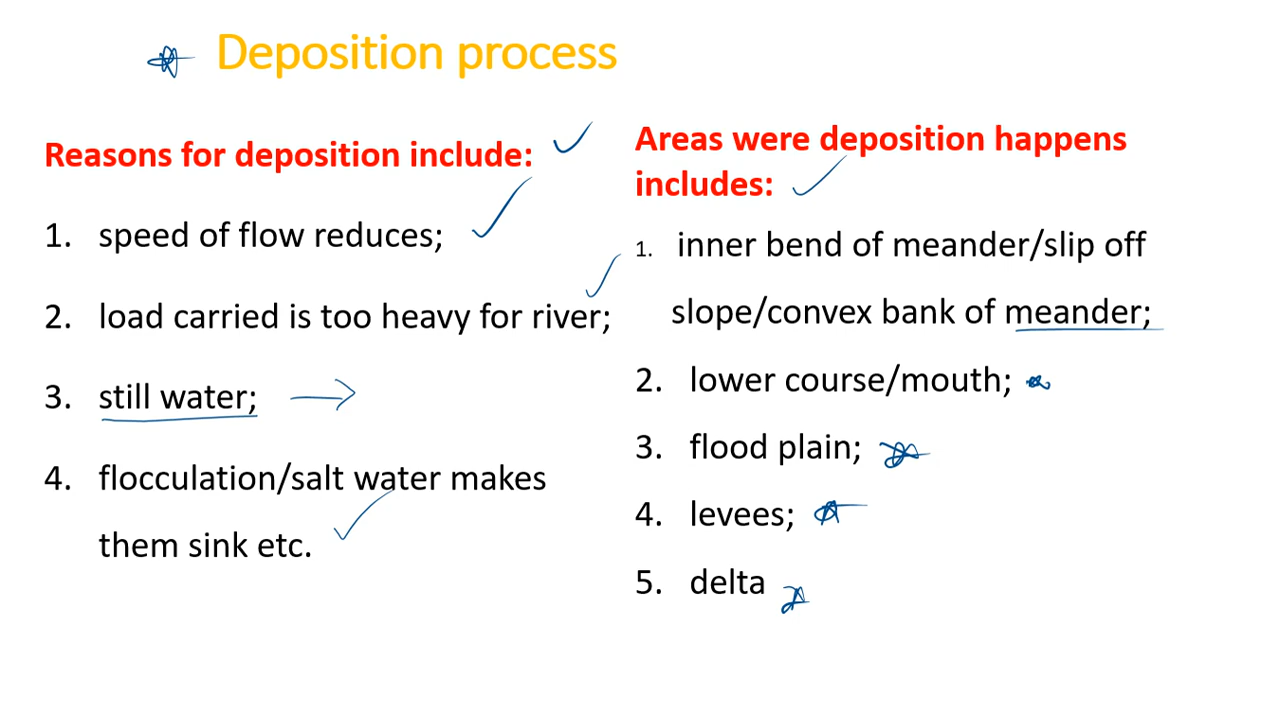 Deposition process
Reasons for deposition include:
1. speed of flow reduces;
2. load carried is too heavy for river;
3. still water;
4. flocculation/salt water makes
them sink etc.
Areas were deposition happens
includes:
1. inner bend of meander/slip off
slope/convex bank of meander;
2. lower course/mouth;
3. flood plain;
4. levees;
5. delta